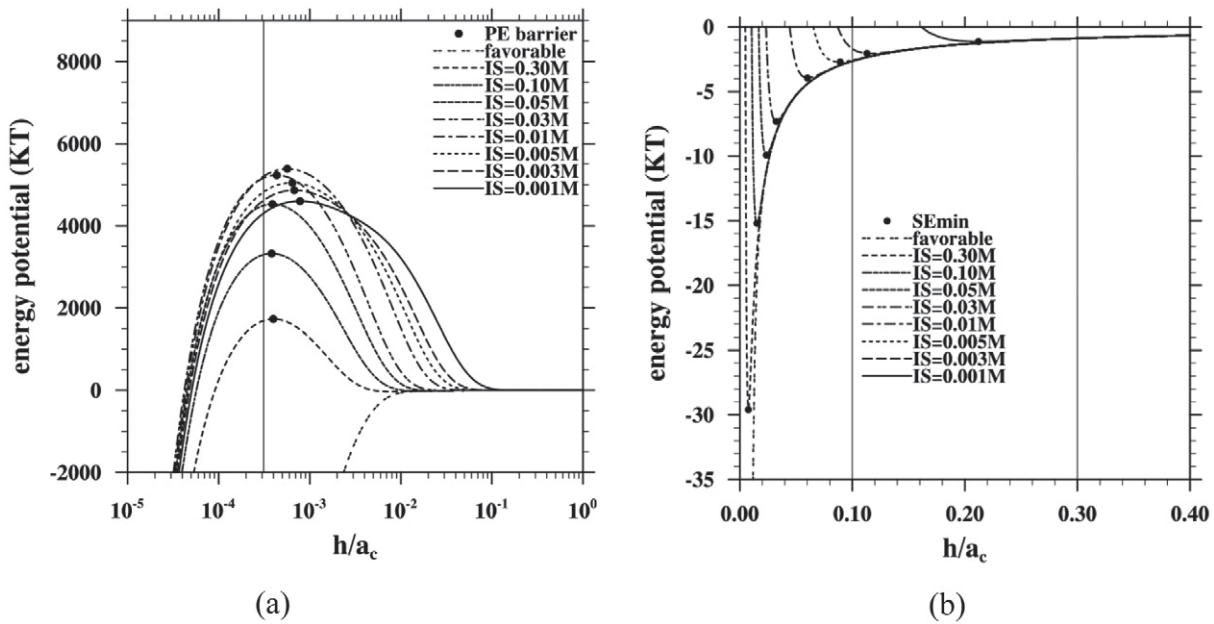 PE barrier
favorable
IS=0.30M
IS=0.10M
IS=0.05M
IS=0.03M
IS=0.01M
IS=0.005M
IS=0.003M
IS=0.001M
8000
6000
4000
2000
0
-2000
energy potential (KT)
10-5
10-4
10-3
10-2
10-1
100
h/ac
(a)
0
-5
-10
-15
-20
-25
-30
-35
energy potential (KT)
SEmin
favorable
IS=0.30M
IS=0.10M
IS=0.05M
IS=0.03M
IS=0.01M
IS=0.005M
IS=0.003M
IS=0.001M
0.00
0.10
0.20
0.30
0.40
h/ac
(b)